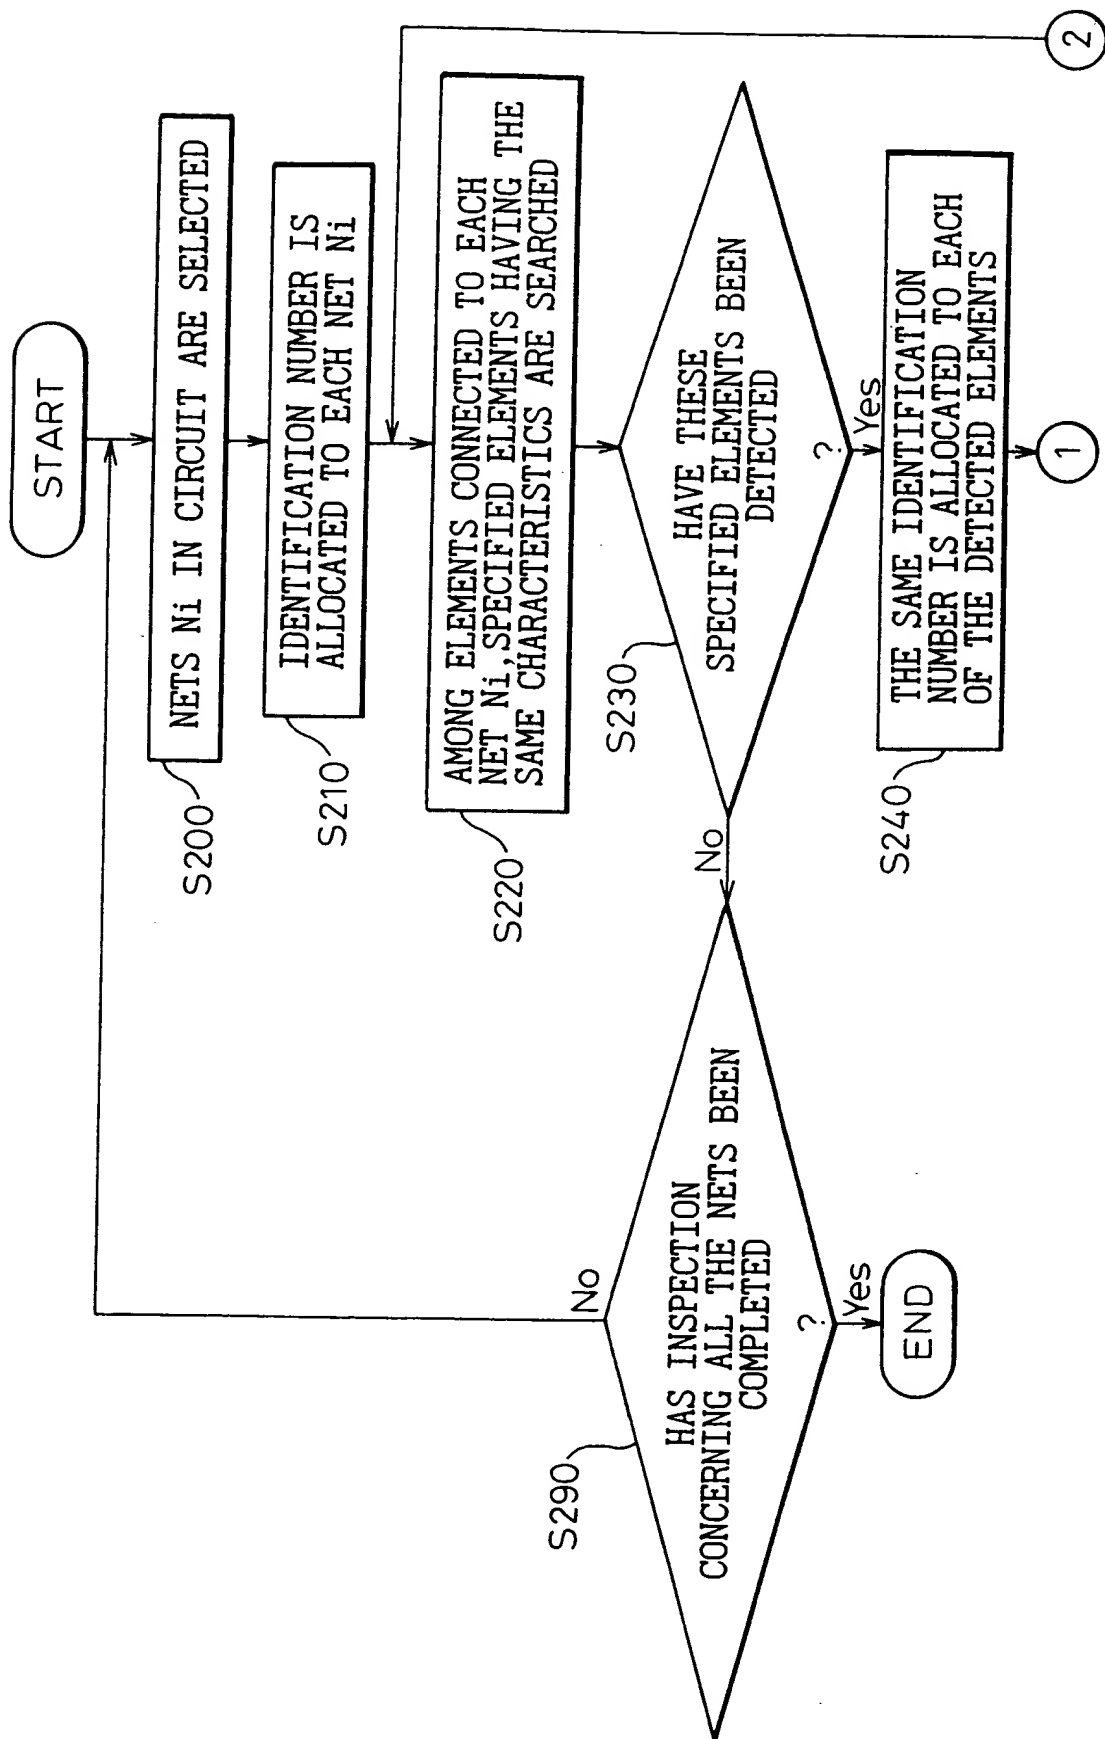 START
NETS Ni IN CIRCUIT ARE SELECTED
S200
IDENTIFICATION NUMBER IS
ALLOCATED TO EACH NET Ni
S210
AMONG ELEMENTS CONNECTED TO EACH
NET Ni,SPECIFIED ELEMENTS HAVING THE
SAME CHARACTERISTICS ARE SEARCHED
S220
2
HAVE THESE
SPECIFIED ELEMENTS BEEN
DETECTED
?
S230
No
Yes
THE SAME IDENTIFICATION
NUMBER IS ALLOCATED TO EACH
OF THE DETECTED ELEMENTS
S240
1
HAS INSPECTION
CONCERNING ALL THE NETS BEEN
COMPLETED
?
S290
No
Yes
END